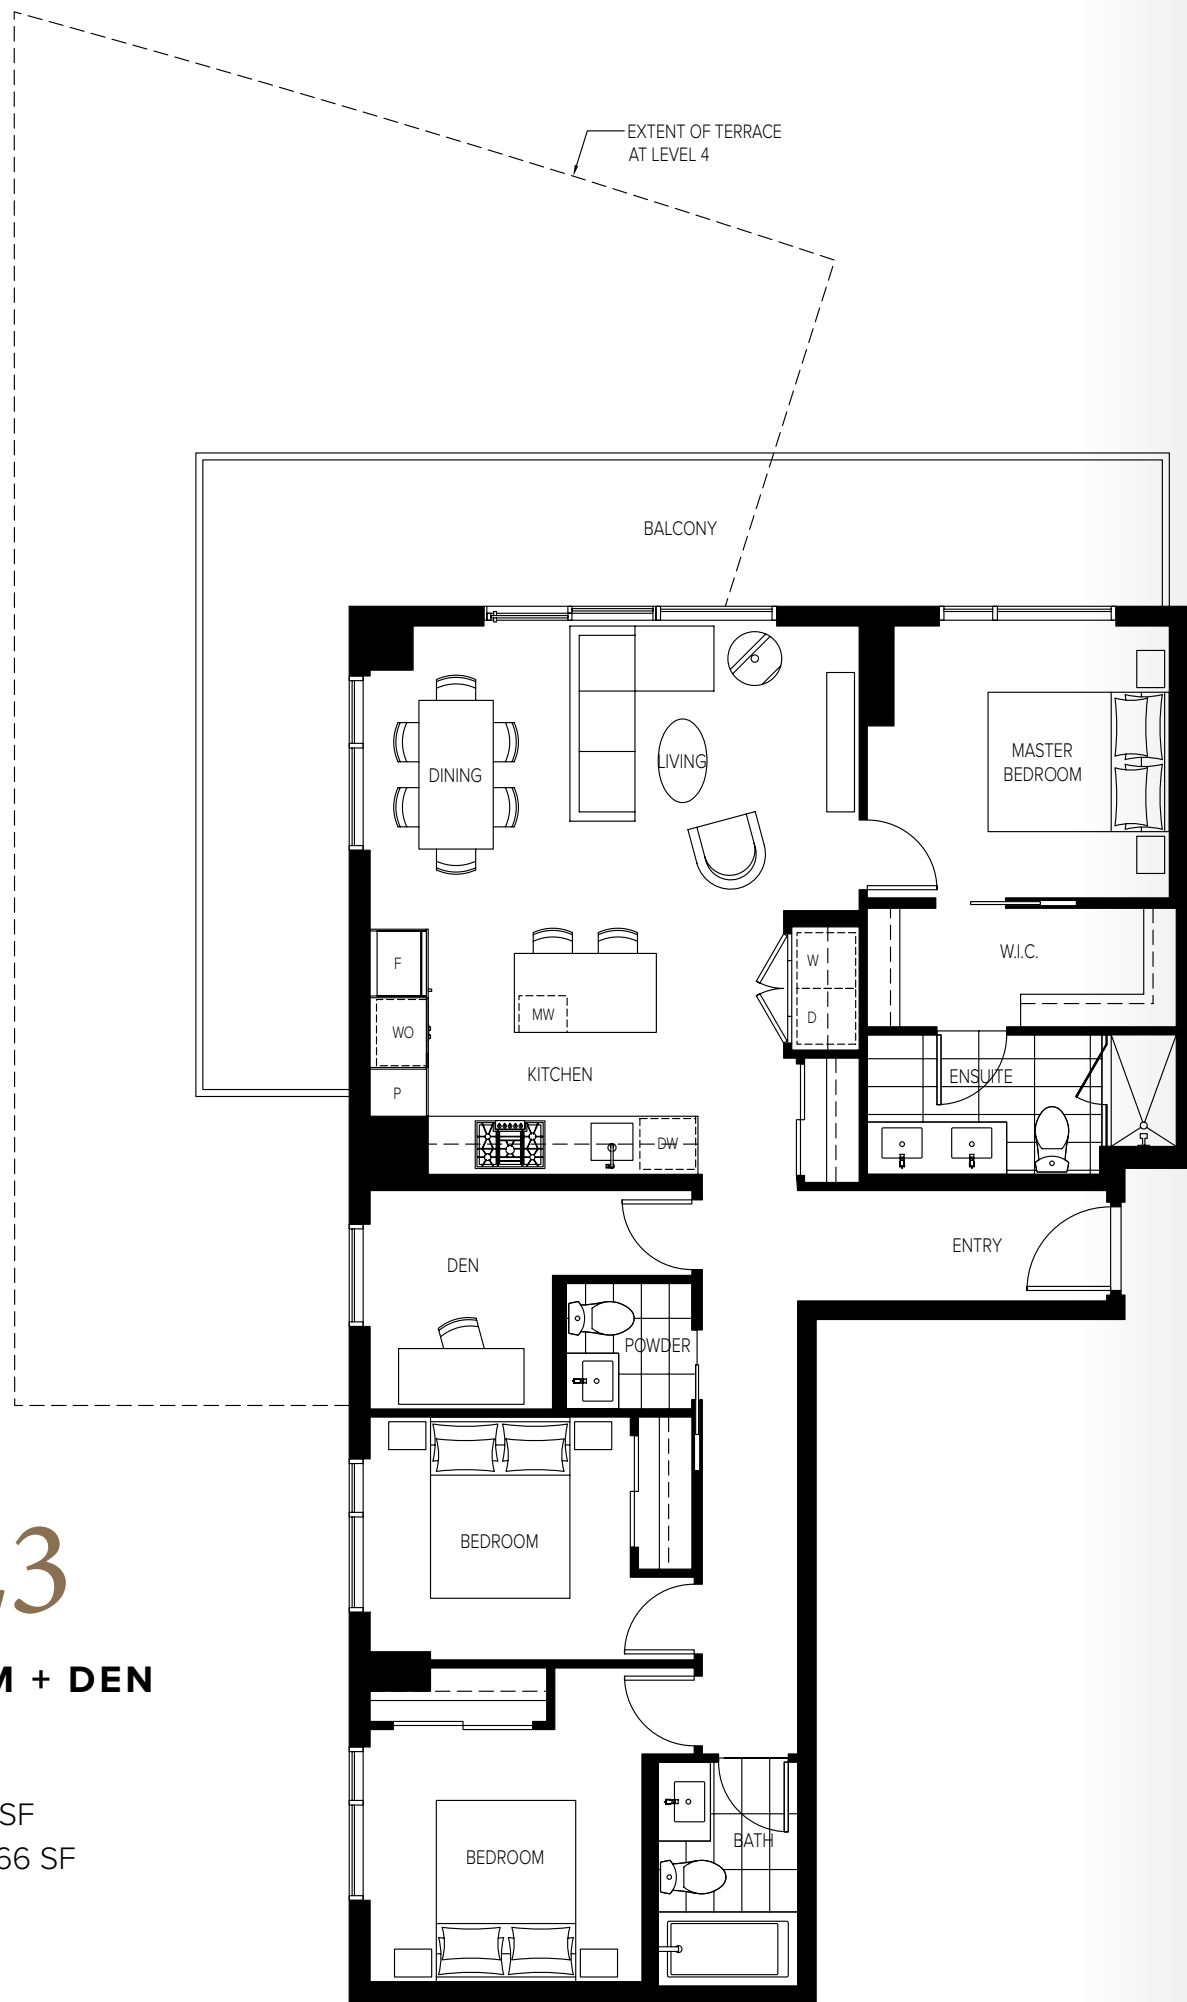 EXTENT OF TERRACE
AT LEVEL 4
BALCONY
MASTER
BEDROOM
LIVING
DINING
W.I.C.
F
W
MW
D
WO
KITCHEN
ENSUITE
P
DW
ENTRY
DEN
POWDER
BEDROOM
3
+ DEN
SF
66 SF
BATH
BEDROOM